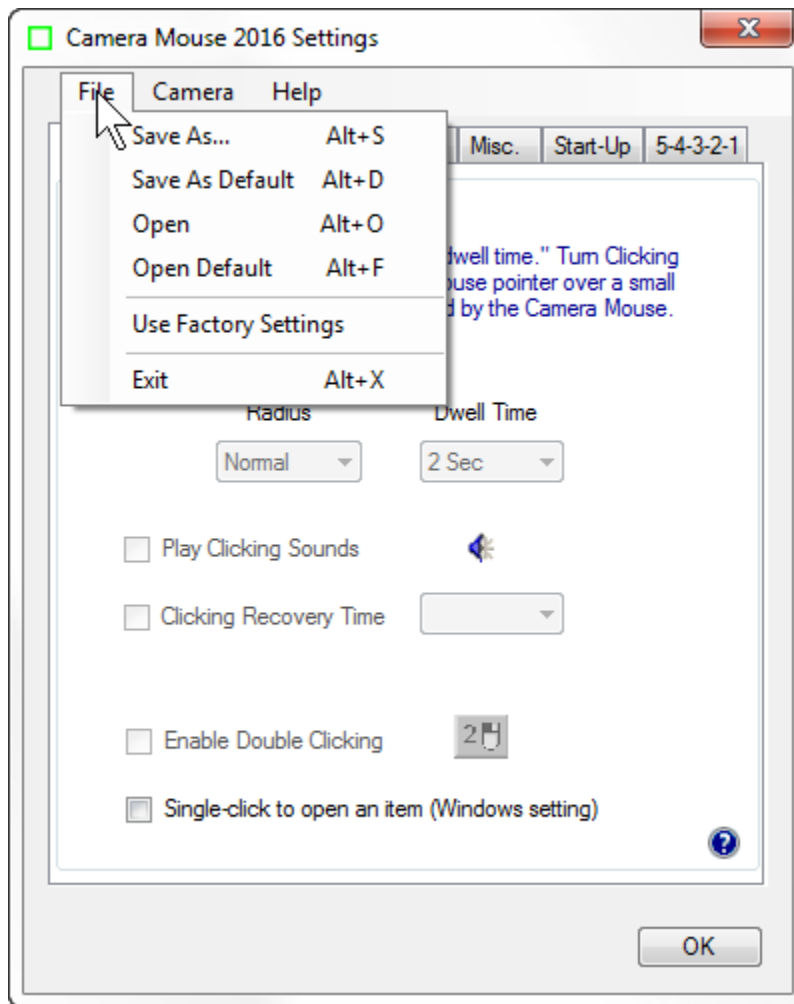 Camera Mouse 2016 Settings
File Camera Help
Save As... Alt+S
Save As Default Alt+D
Open Alt+O
Open Default Alt+F
Use Factory Settings
Exit Alt+X
Misc. Start-Up 5-4-3-2-1
dwell time." Turn Clicking
mouse pointer over a small
by the Camera Mouse.
Radius Dwell Time
Normal 2 Sec
Play Clicking Sounds
Clicking Recovery Time
Enable Double Clicking 2
Single-click to open an item (Windows setting)
?
OK